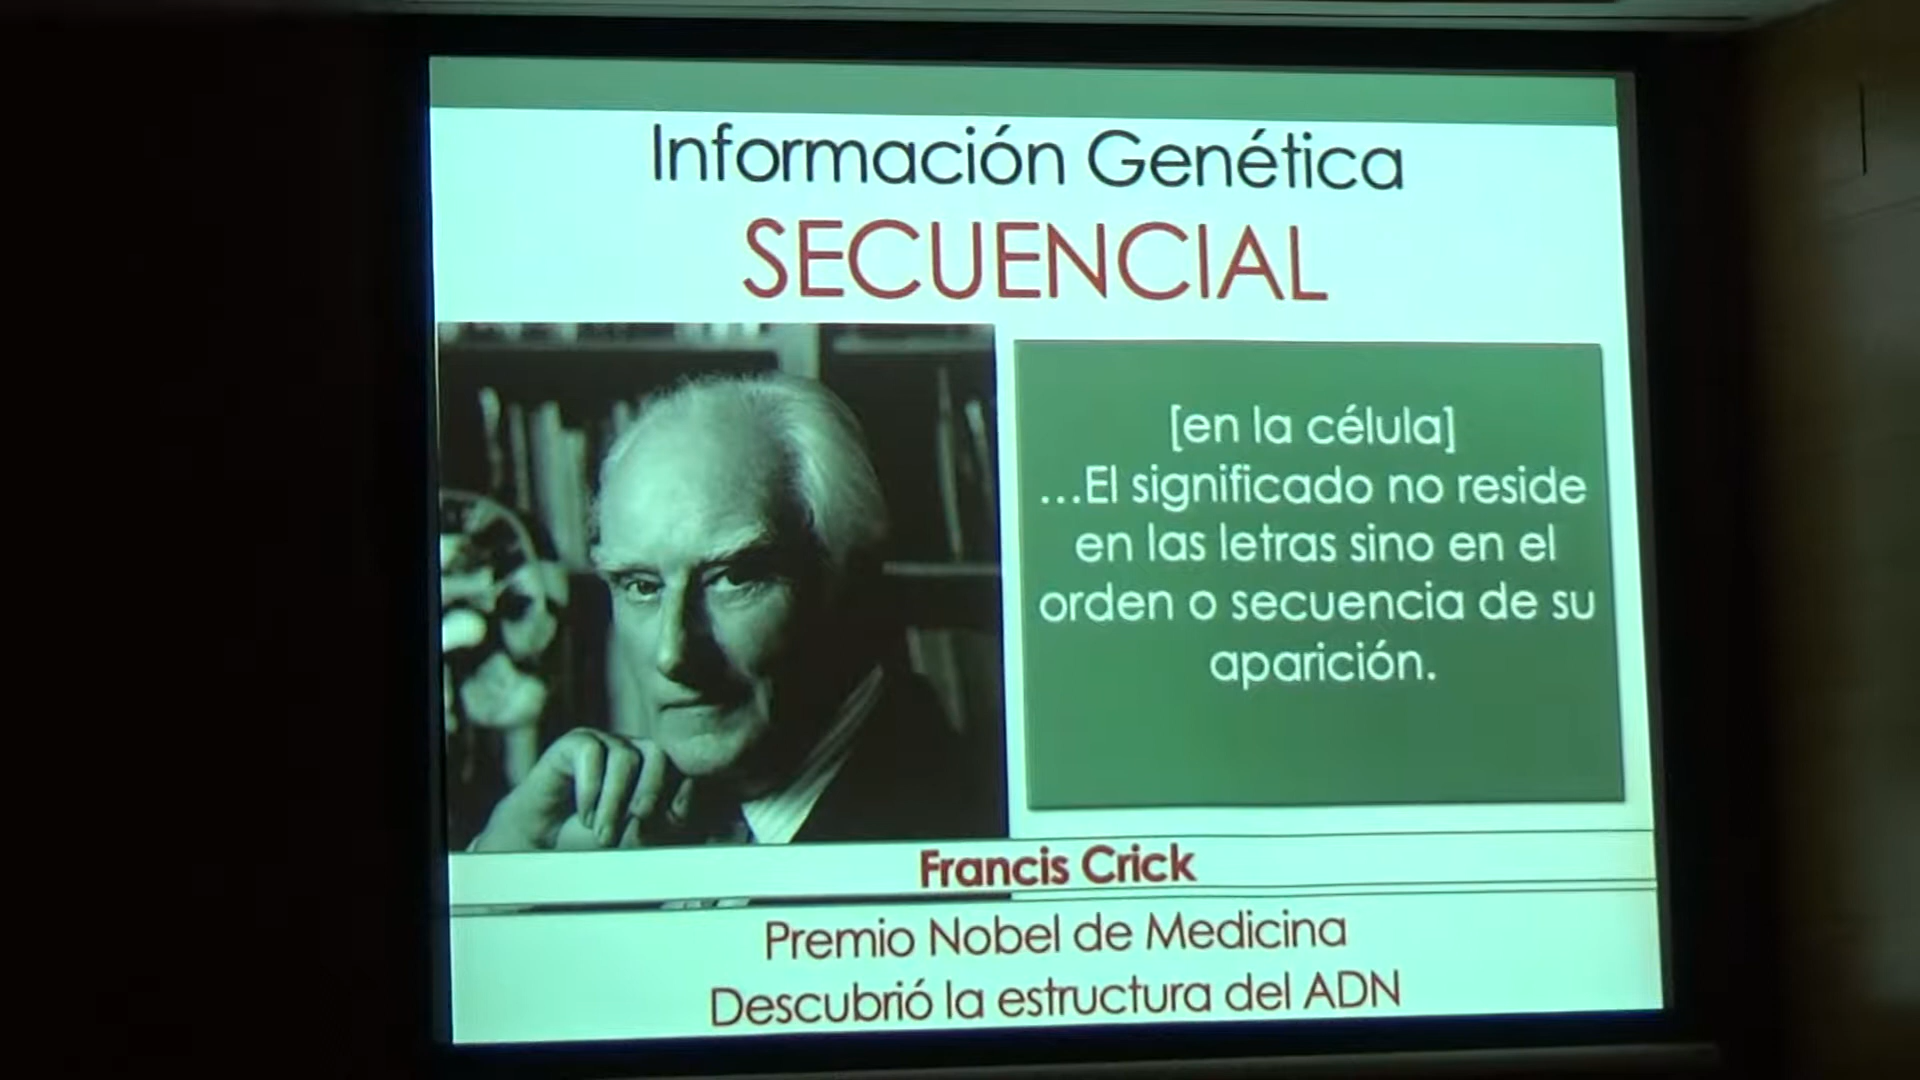 Información Genética
SECUENCIAL
[en la célula]
...El significado no reside
en las letras sino en el
orden o secuencia de su
aparición.
Francis Crick
Premio Nobel de Medicina
Descubrió la estructura del ADN